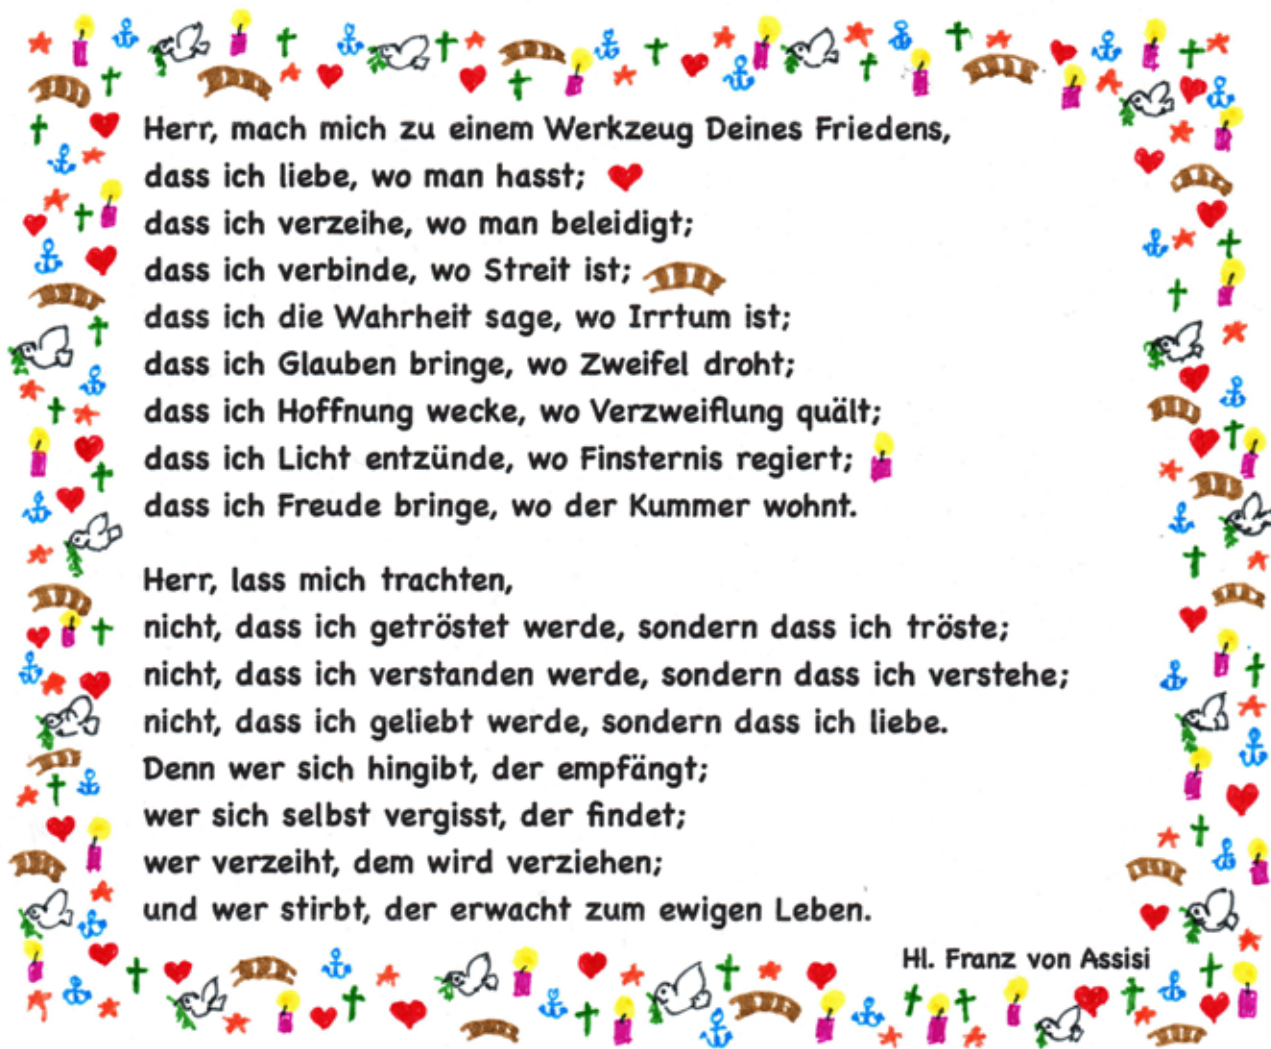 Herr, mach mich zu einem Werkzeug Deines Friedens,
dass ich liebe, wo man hasst;
dass ich verzeihe, wo man beleidigt;
dass ich verbinde, wo Streit ist;
dass ich die Wahrheit sage, wo Irrtum ist;
dass ich Glauben bringe, wo Zweifel droht;
dass ich Hoffnung wecke, wo Verzweiflung quält;
dass ich Licht entzünde, wo Finsternis regiert;
dass ich Freude bringe, wo der Kummer wohnt.
Herr, lass mich trachten,
nicht, dass ich getröstet werde, sondern dass ich tröste;
nicht, dass ich verstanden werde, sondern dass ich verstehe;
nicht, dass ich geliebt werde, sondern dass ich liebe.
Denn wer sich hingibt, der empfängt;
wer sich selbst vergisst, der findet;
wer verzeiht, dem wird verziehen;
und wer stirbt, der erwacht zum ewigen Leben.
Hl. Franz von Assisi